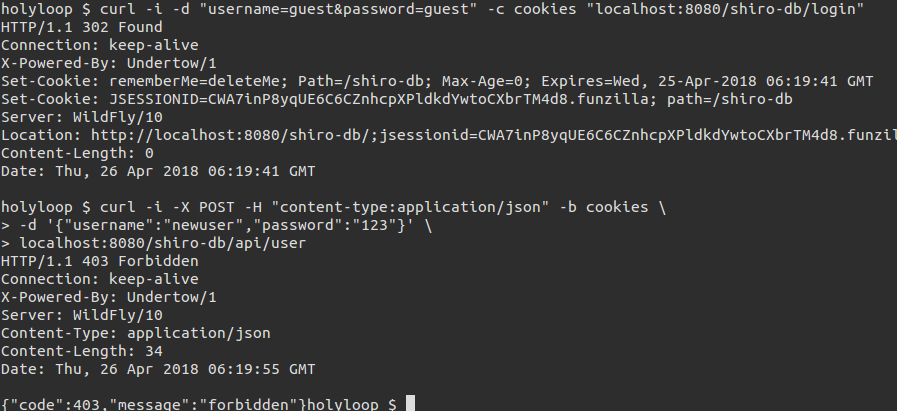 holyloop $ curl -i -d "username=guest&password=guest" -c cookies "localhost:8080/shiro-db/login"
HTTP/1.1 302 Found
Connection: keep-alive
X-Powered-By: Undertow/1
Set-Cookie: rememberMe=deleteMe; Path=/shiro-db; Max-Age=0; Expires=Wed, 25-Apr-2018 06:19:41 GMT
Set-Cookie: JSESSIONID=CWA7inP8yqUE6C6CZnhcpXPldkdYwtoCXbrTM4d8.funzilla; path=/shiro-db
Server: WildFly/10
Location: http://localhost:8080/shiro-db/;jsessionid=CWA7inP8yqUE6C6CZnhcpXPldkdYwtoCXbrTM4d8.funzil
Content-Length: 0
Date: Thu, 26 Apr 2018 06:19:41 GMT
holyloop $ curl -i -X POST -H "content-type:application/json" -b cookies \
> -d '{"username":"newuser","password":"123"}' \
> localhost:8080/shiro-db/api/user
HTTP/1.1 403 Forbidden
Connection: keep-alive
X-Powered-By: Undertow/1
Server: WildFly/10
Content-Type: application/json
Content-Length: 34
Date: Thu, 26 Apr 2018 06:19:55 GMT
{"code":403,"message":"forbidden"}holyloop $